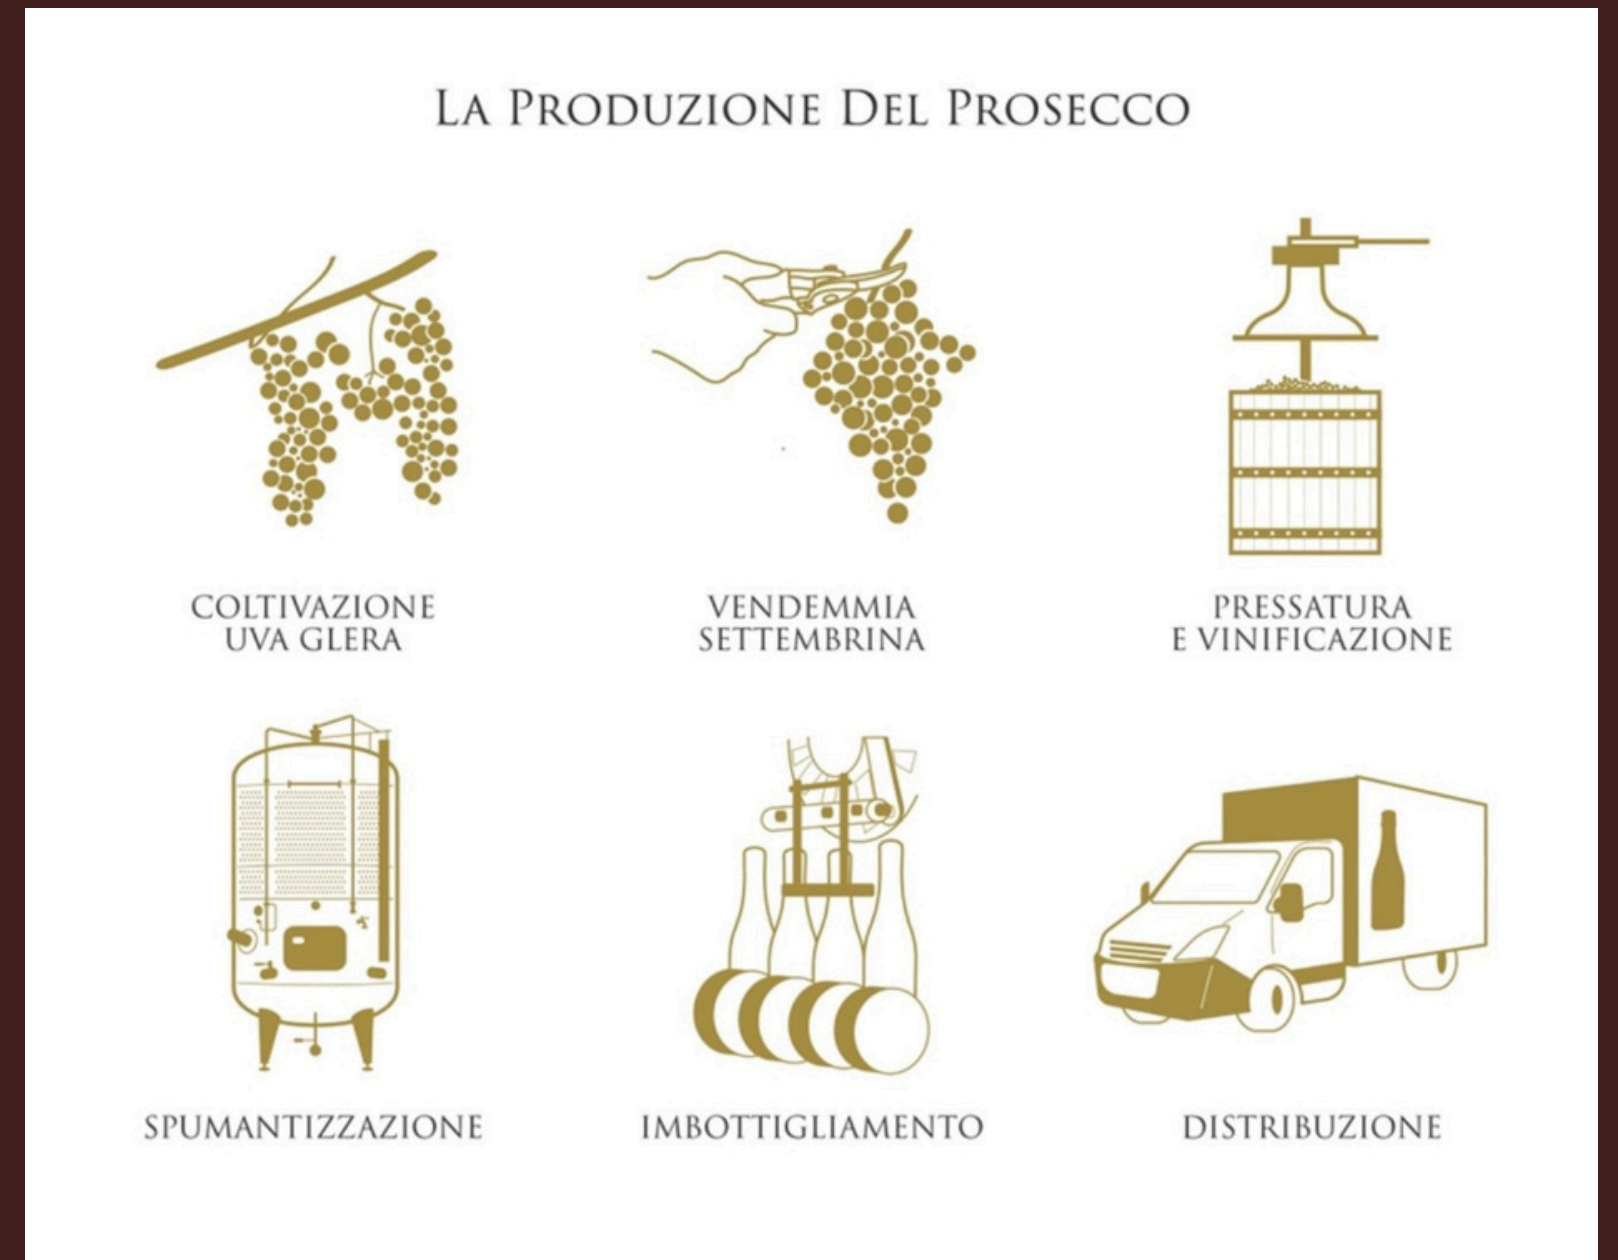 La Produzione Del Prosecco
COLTIVAZIONE
UVA GLERA
VENDEMMIA
SETTEMBRINA
PRESSATURA
E VINIFICAZIONE
SPUMANTIZZAZIONE
IMBOTTIGLIAMENTO
DISTRIBUZIONE